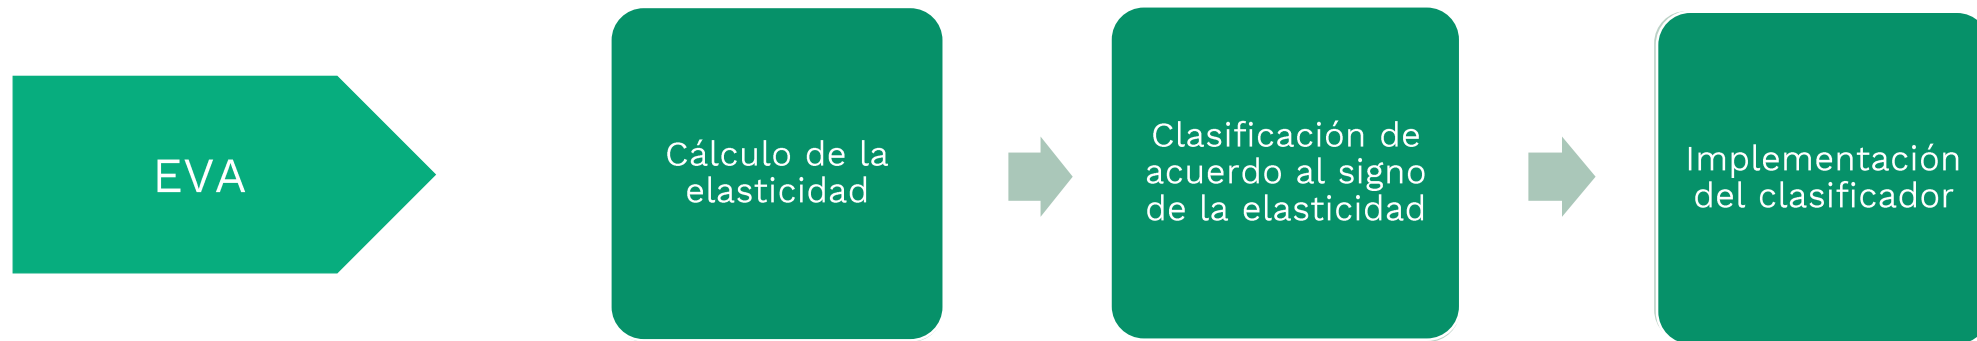 EVA
Cálculo de la
elasticidad
Clasificación de
acuerdo al signo
de la elasticidad
Implementación
del clasificador